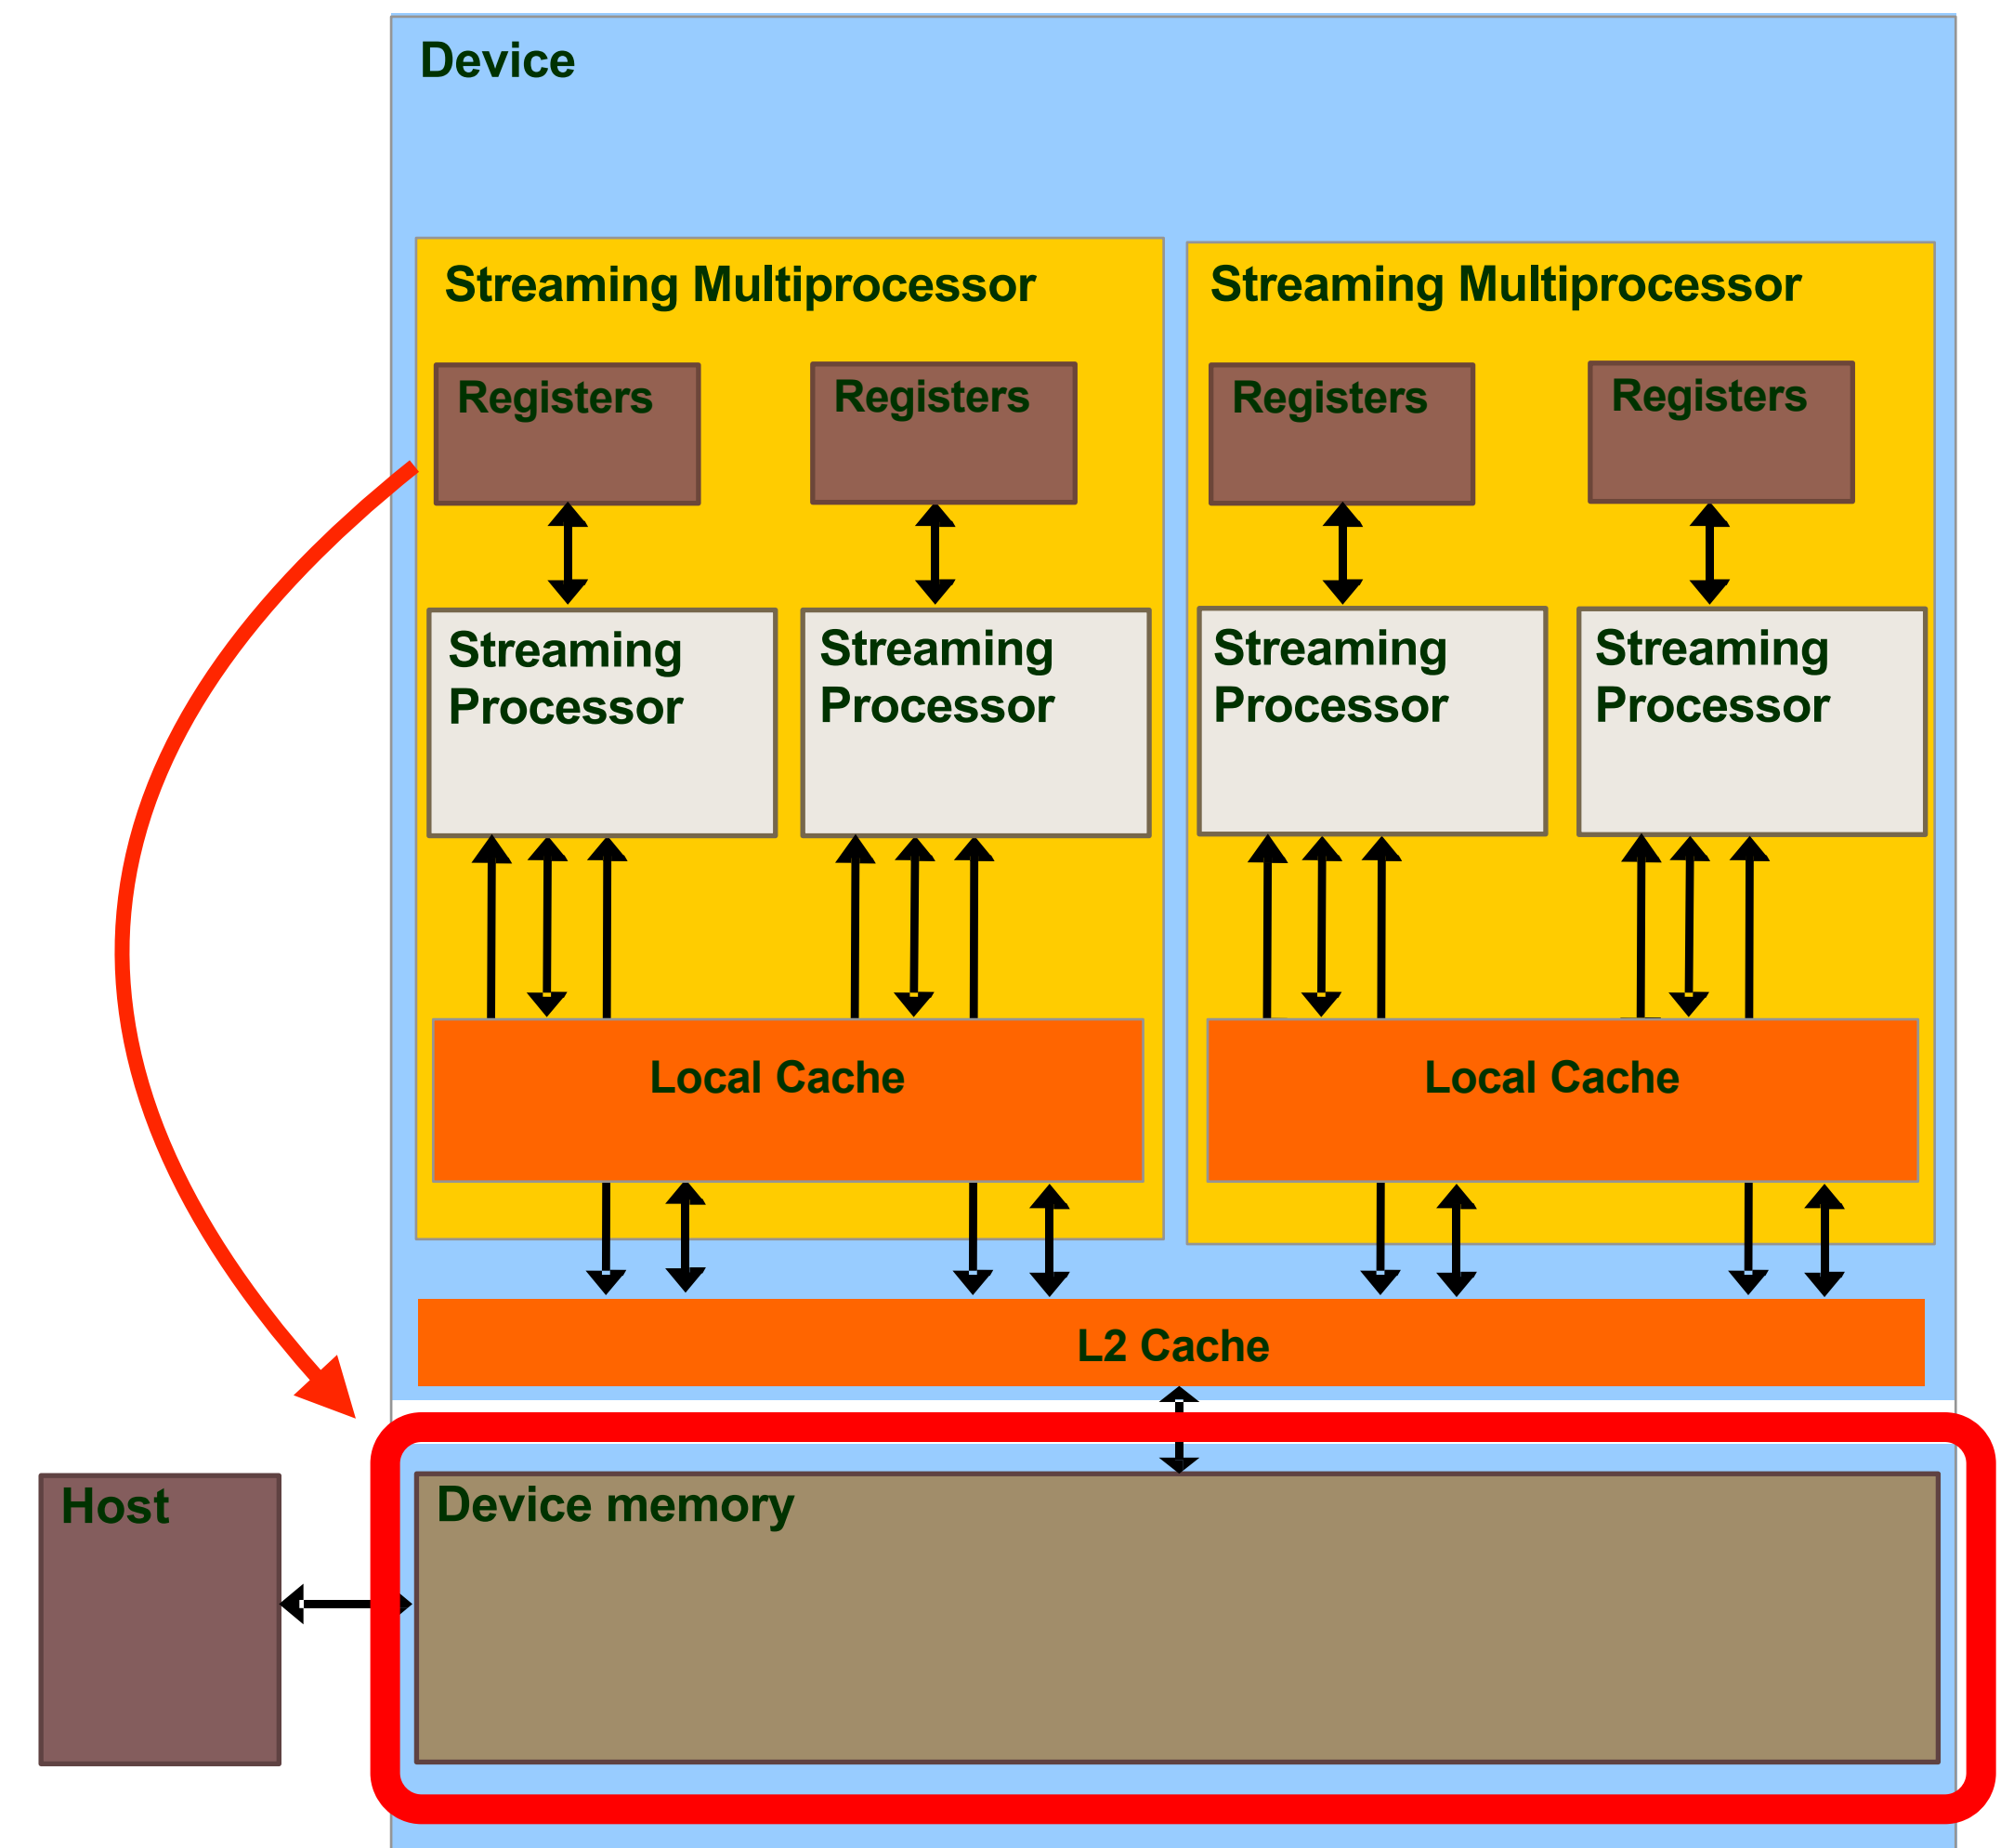 Device
Streaming Multiprocessor
Streaming Multiprocessor
Registers
Registers
Registers
Registers
Streaming
Processor
Streaming
Processor
Streaming
Processor
Streaming
Processor
Local Cache
Local Cache
L2 Cache
Host
Device memory